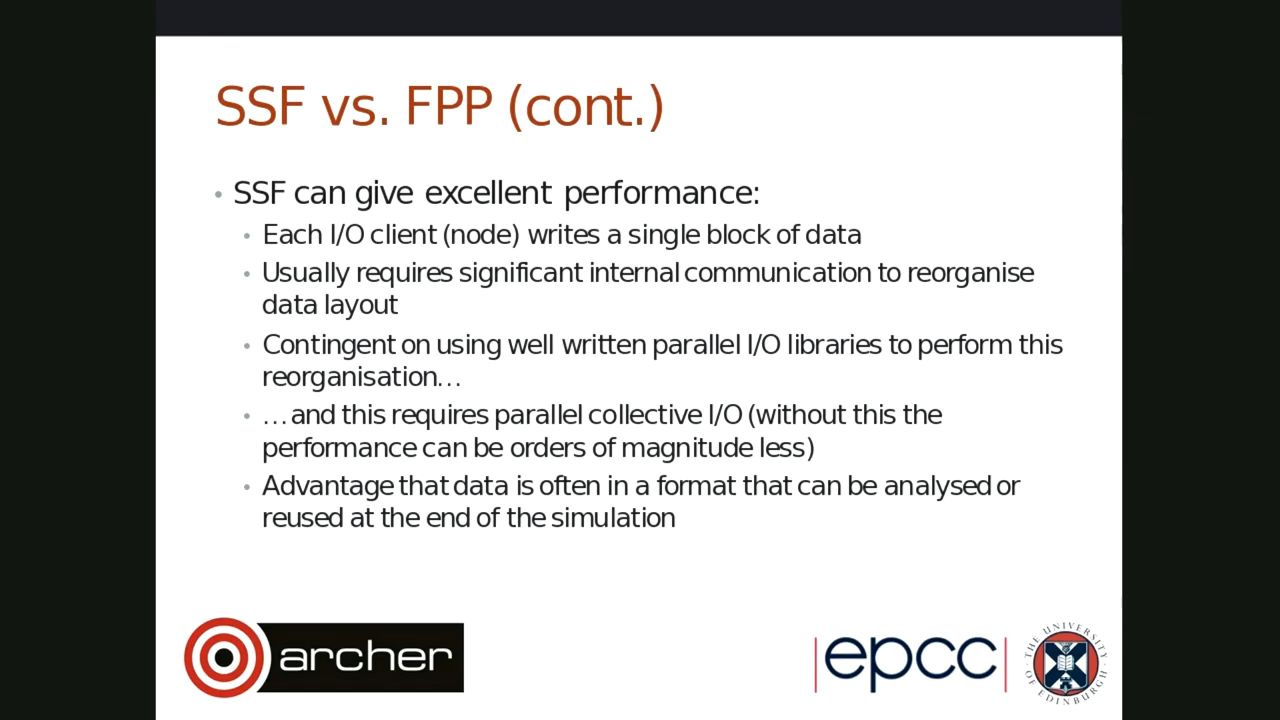 SSF vs. FPP (cont.)
• SSF can give excellent performance:
• Each I/O client (node) writes a single block of data
• Usually requires significant internal communication to reorganise
data layout
• Contingent on using well written parallel I/O libraries to perform this
reorganisation…
• …and this requires parallel collective I/O (without this the
performance can be orders of magnitude less)
• Advantage that data is often in a format that can be analysed or
reused at the end of the simulation
archer
|epcc|
THE UNIVERSITY
OF EDINBURGH